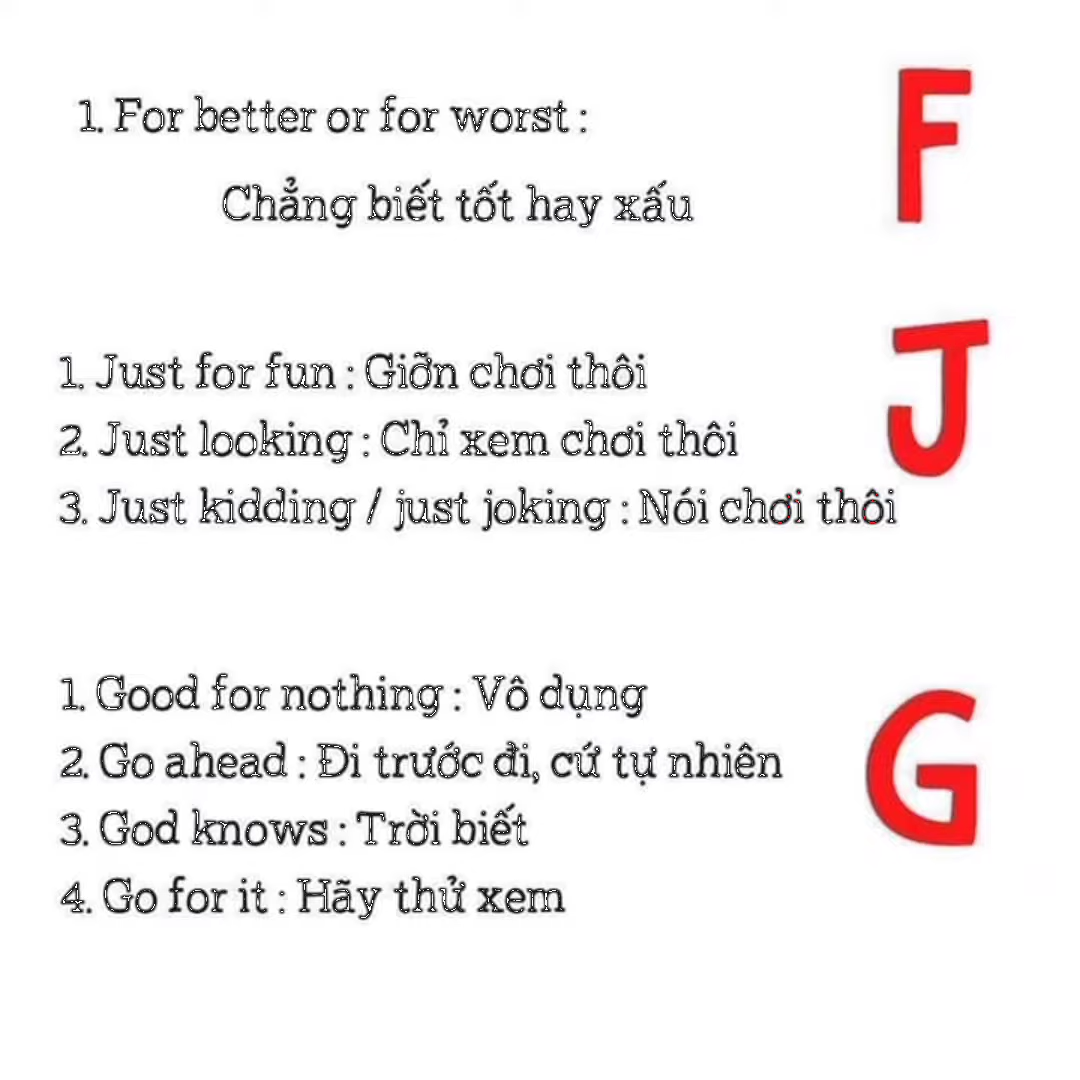 F
1. For better or for worst :
Chẳng biết tốt hay xấu
J
1. Just for fun : Giỡn chơi thôi
2. Just looking : Chỉ xem chơi thôi
3. Just kidding / just joking : Nói chơi thôi
G
1. Good for nothing : Vô dụng
2. Go ahead : Đi trước đi, cứ tự nhiên
3. God knows : Trời biết
4. Go for it : Hãy thử xem